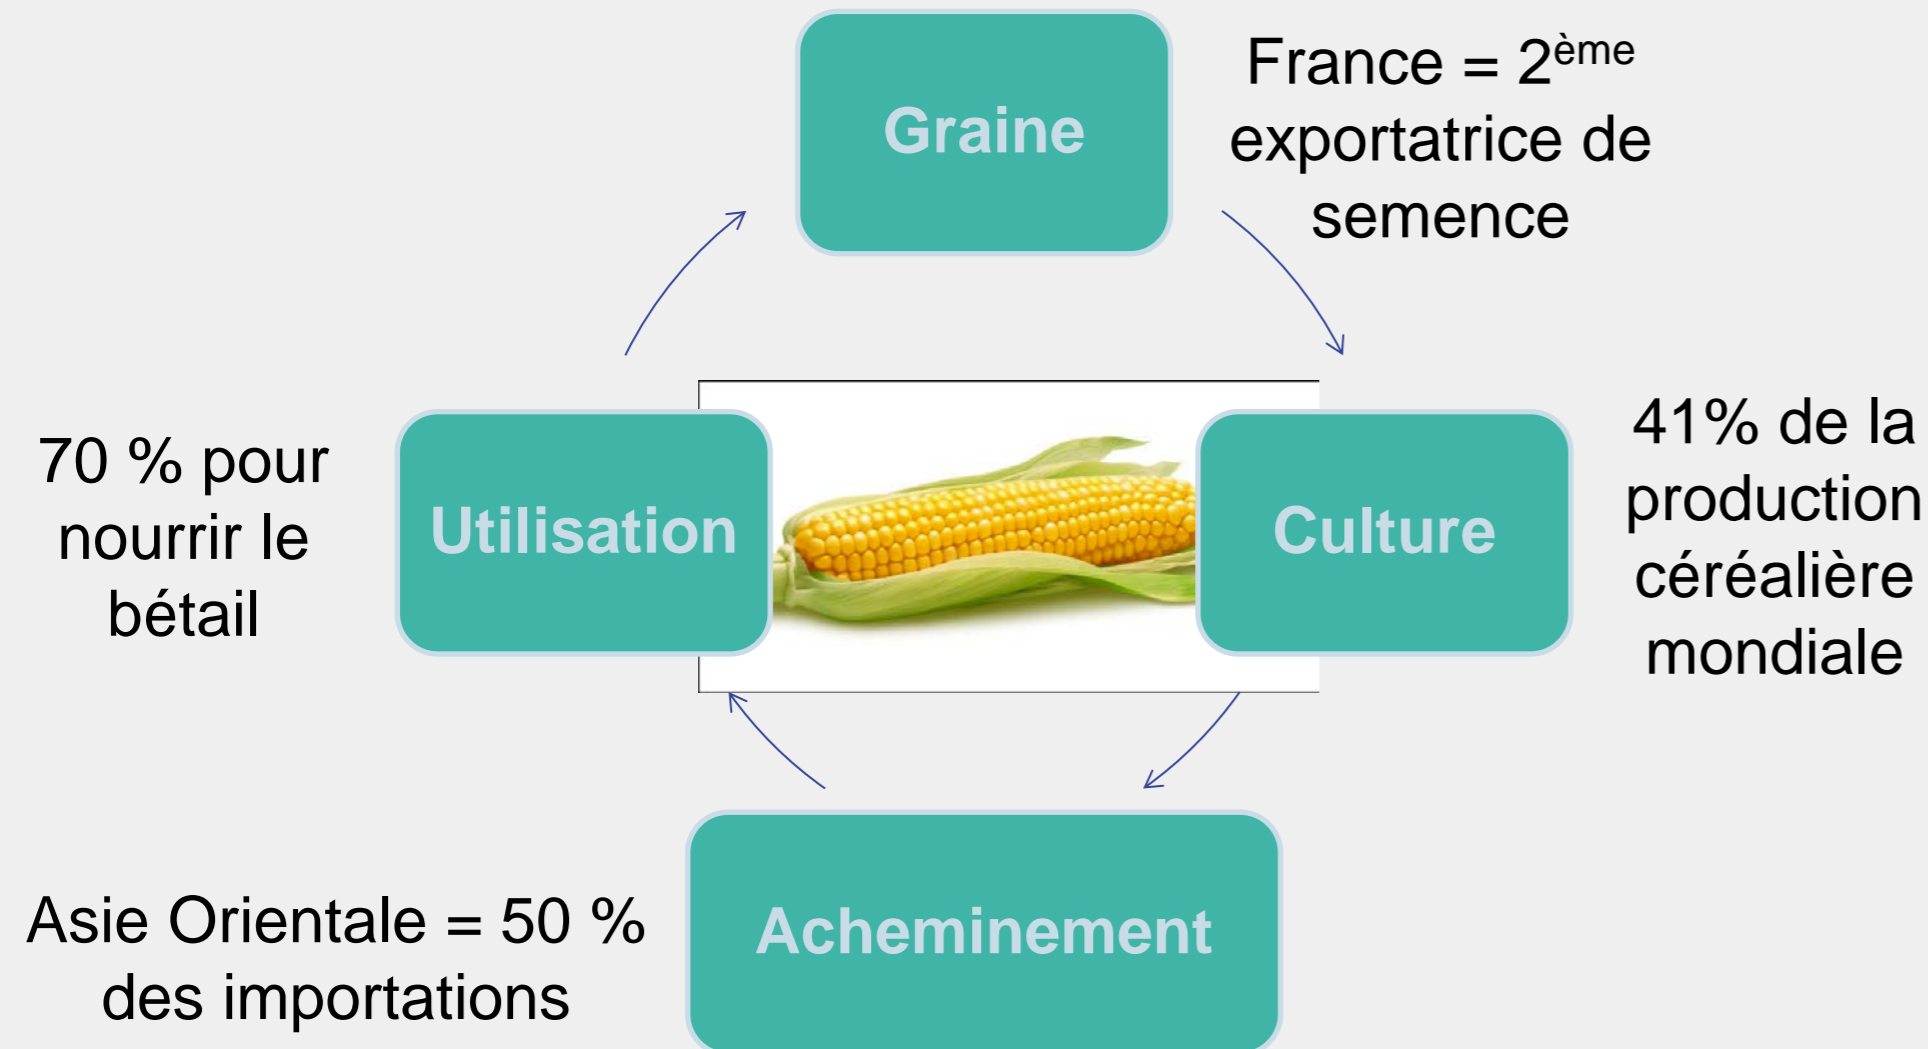 Graine
France = 2ème
exportatrice de
semence
Culture
41% de la
production
céréalière
mondiale
Acheminement
Asie Orientale = 50 %
des importations
Utilisation
70 % pour
nourrir le
bétail